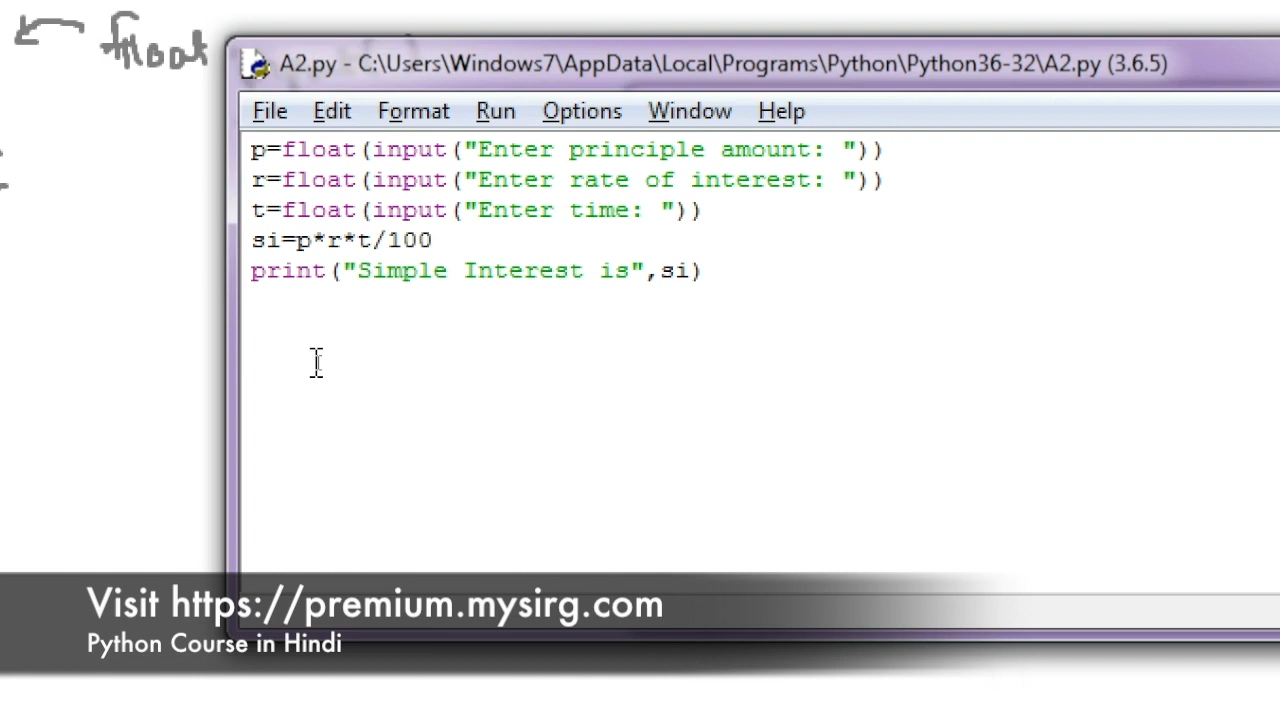 float
A2.py - C:\Users\Windows7\AppData\Local\Programs\Python\Python36-32\A2.py (3.6.5)
File Edit Format Run Options Window Help
p=float(input("Enter principle amount: "))
r=float(input("Enter rate of interest: "))
t=float(input("Enter time: "))
si=p*r*t/100
print("Simple Interest is",si)
Visit https://premium.mysirg.com
Python Course in Hindi